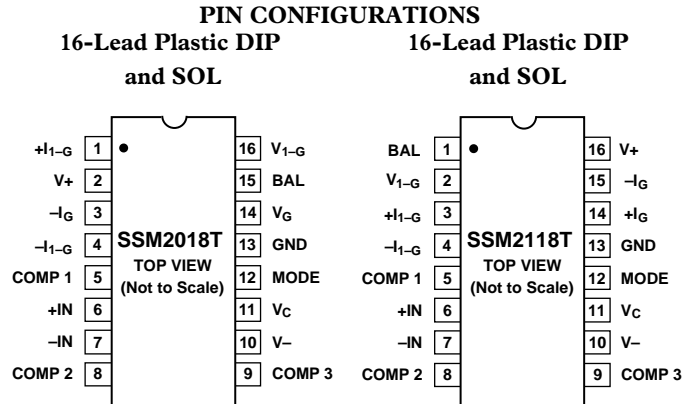 PIN CONFIGURATIONS
16-Lead Plastic DIP 16-Lead Plastic DIP
and SOL and SOL
+I1–G 1 16 V1–G BAL 1 16 V+
V+ 2 15 BAL V1–G 2 15 –IG
–IG 3 14 VG +I1–G 3 14 +IG
–I1–G 4 SSM2018T 13 GND –I1–G 4 SSM2118T 13 GND
COMP 1 5 TOP VIEW 12 MODE COMP 1 5 TOP VIEW 12 MODE
+IN 6 (Not to Scale) 11 VC +IN 6 (Not to Scale) 11 VC
–IN 7 10 V– –IN 7 10 V–
COMP 2 8 9 COMP 3 COMP 2 8 9 COMP 3